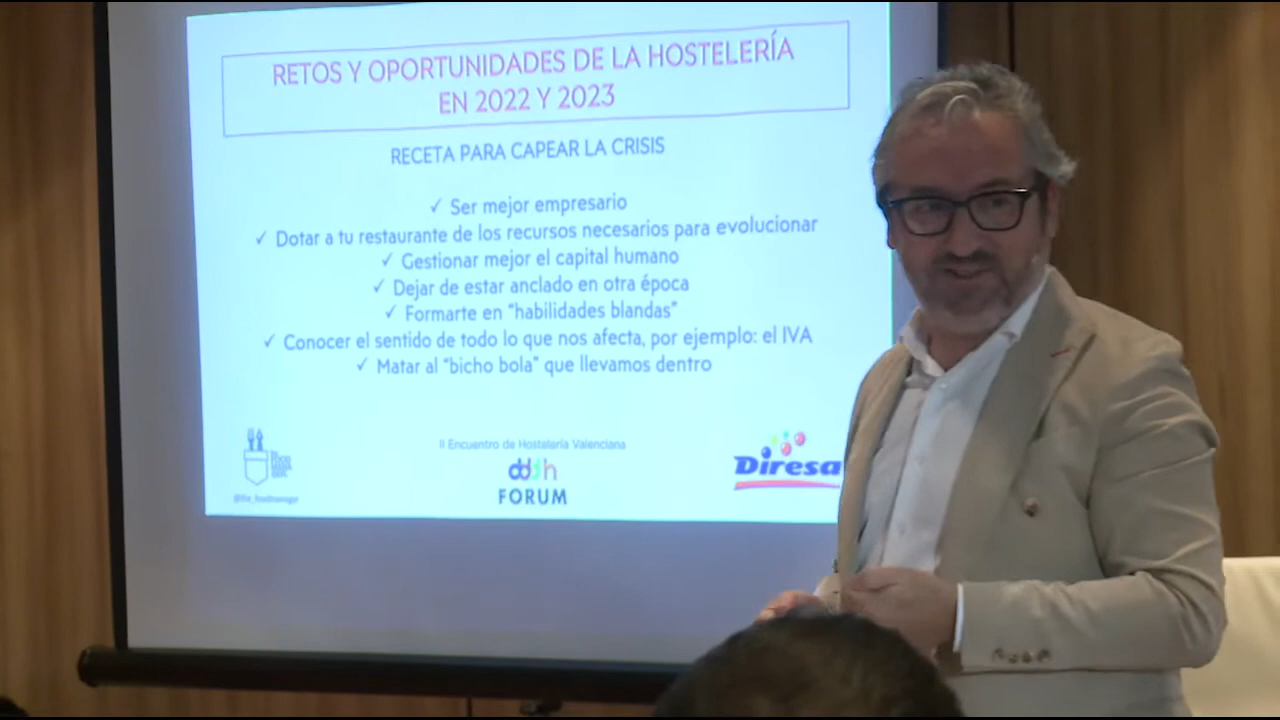 RETOS Y OPORTUNIDADES DE LA HOSTELERÍA
EN 2022 Y 2023
RECETA PARA CAPEAR LA CRISIS
✓ Ser mejor empresario
✓ Dotar a tu restaurante de los recursos necesarios para evolucionar
✓ Gestionar mejor el capital humano
✓ Dejar de estar anclado en otra época
✓ Formarte en "habilidades blandas"
✓ Conocer el sentido de todo lo que nos afecta, por ejemplo: el IVA
✓ Matar al "bicho bola" que llevamos dentro
II Encuentro de Hostelería Valenciana
FORUM
Diresa